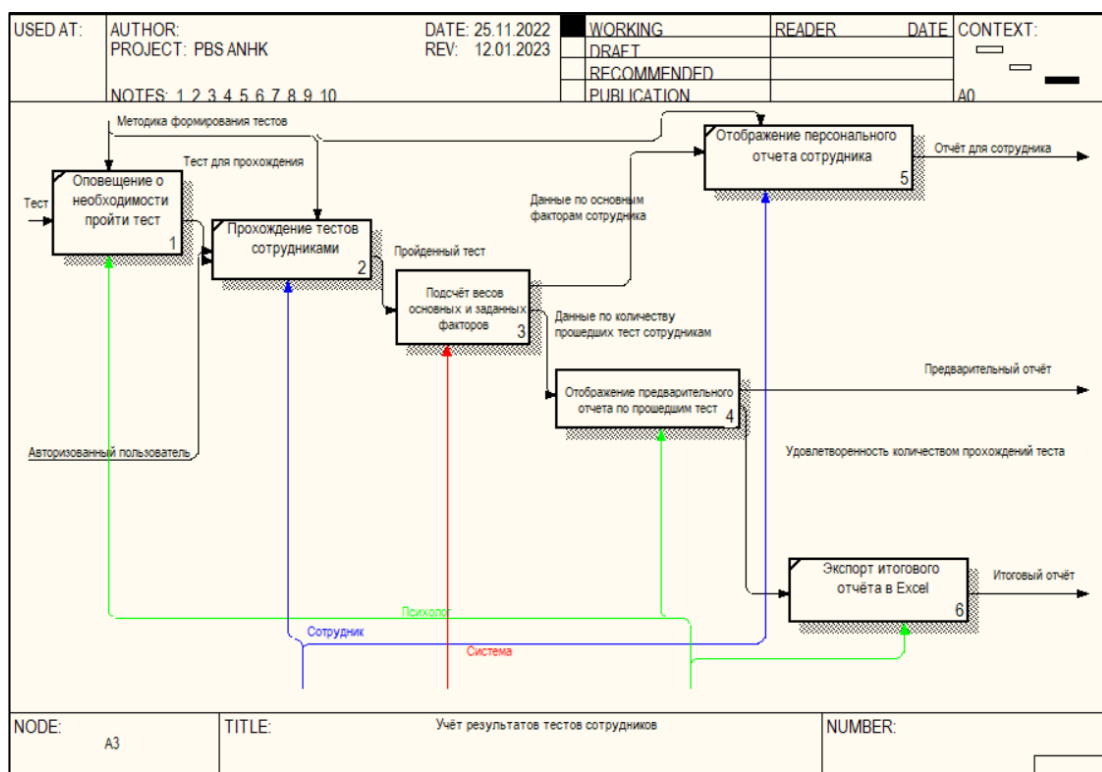 USED AT:
AUTHOR:
DATE: 25.11.2022
WORKING
READER
DATE
CONTEXT:
PROJECT: PBS ANHK
REV: 12.01.2023
DRAFT
RECOMMENDED
NOTES: 1 2 3 4 5 6 7 8 9 10
PUBLICATION
A0
Методика формирования тестов
Отображение персонального
отчета сотрудника
5
Отчёт для сотрудника
Тест для прохождения
Тест
Оповещение о
необходимости
пройти тест
1
Данные по основным
факторам сотрудника
Прохождение тестов
сотрудниками
2
Пройденный тест
Подсчёт весов
основных и заданных
факторов
3
Данные по количеству
прошедших тест сотрудникам
Предварительный отчёт
Отображение предварительного
отчета по прошедшим тест
4
Авторизованный пользователь
Удовлетворенность количеством прохождений теста
Экспорт итогового
отчёта в Excel
6
Итоговый отчёт
Психолог
Сотрудник
Система
NODE:
A3
TITLE:
Учёт результатов тестов сотрудников
NUMBER: